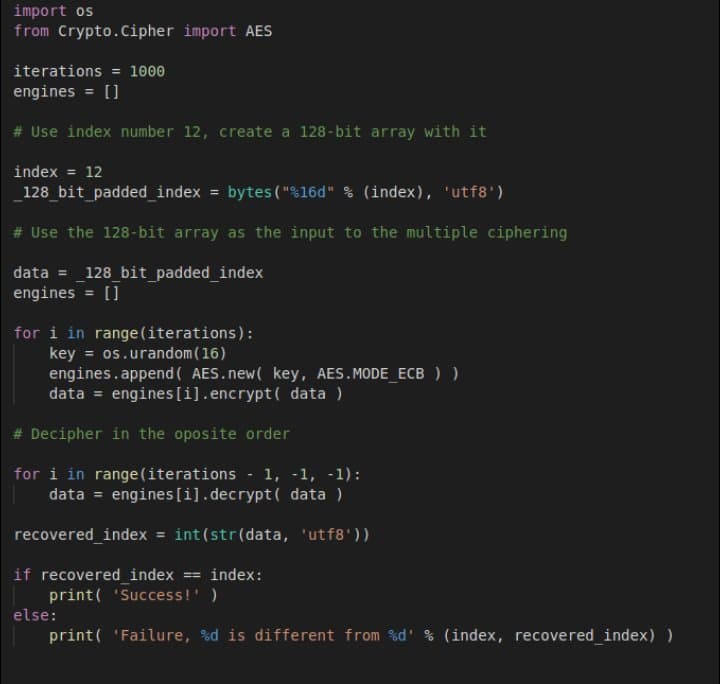 import os
from Crypto.Cipher import AES
iterations = 1000
engines = []
# Use index number 12, create a 128-bit array with it
index = 12
_128_bit_padded_index = bytes("%16d" % (index), 'utf8')
# Use the 128-bit array as the input to the multiple ciphering
data = _128_bit_padded_index
engines = []
for i in range(iterations):
    key = os.urandom(16)
    engines.append( AES.new( key, AES.MODE_ECB ) )
    data = engines[i].encrypt( data )
# Decipher in the oposite order
for i in range(iterations - 1, -1, -1):
    data = engines[i].decrypt( data )
recovered_index = int(str(data, 'utf8'))
if recovered_index == index:
    print( 'Success!' )
else:
    print( 'Failure, %d is different from %d' % (index, recovered_index) )